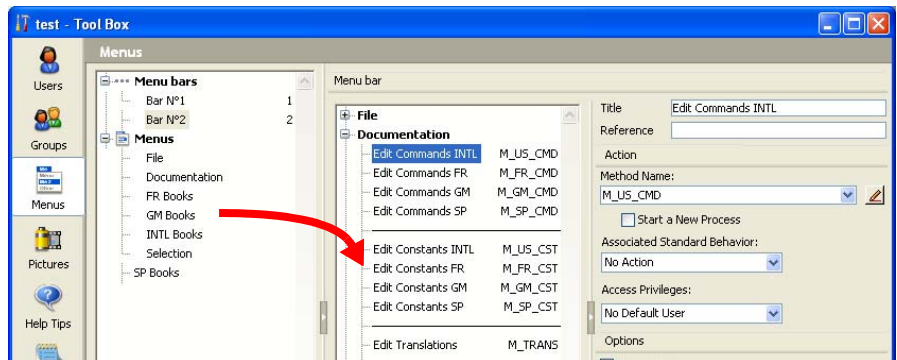 test - Tool Box
Menus
Users
Groups
Menus
Pictures
Help Tips
Menu bars
Bar N°1 1
Bar N°2 2
Menus
File
Documentation
FR Books
GM Books
INTL Books
Selection
SP Books
Menu bar
File
Documentation
Edit Commands INTL M_US_CMD
Edit Commands FR M_FR_CMD
Edit Commands GM M_GM_CMD
Edit Commands SP M_SP_CMD
Edit Constants INTL M_US_CST
Edit Constants FR M_FR_CST
Edit Constants GM M_GM_CST
Edit Constants SP M_SP_CST
Edit Translations M_TRANS
Title Edit Commands INTL
Reference
Action
Method Name:
M_US_CMD
Start a New Process
Associated Standard Behavior:
No Action
Access Privileges:
No Default User
Options